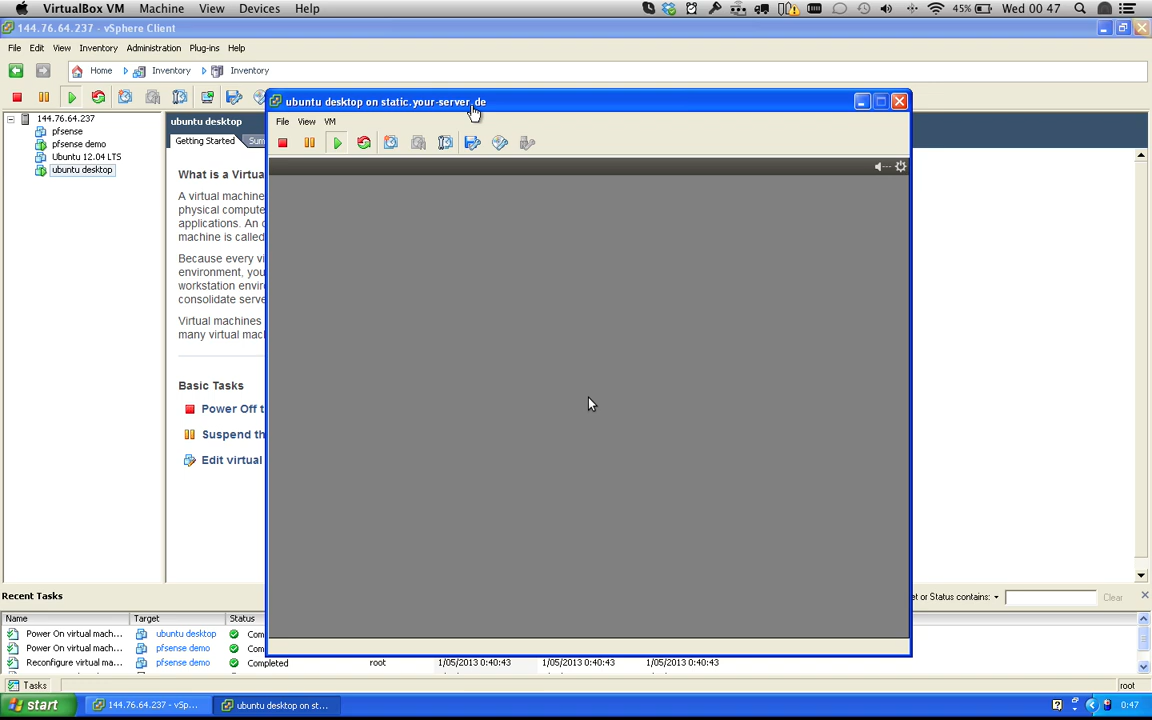 VirtualBox VM Machine View Devices Help 45% Wed 00 47
144.76.64.237 - vSphere Client
File Edit View Inventory Administration Plug-ins Help
Home Inventory Inventory
144.76.64.237
pfsense
pfsense demo
Ubuntu 12.04 LTS
ubuntu desktop
ubuntu desktop
Getting Started Sum
What is a Virtua
A virtual machine
physical compute
applications. An o
machine is called
Because every vi
environment, you
workstation envir
consolidate serve
Virtual machines
many virtual mac
Basic Tasks
Power Off t
Suspend th
Edit virtual
ubuntu desktop on static.your-server.de
File View VM
Recent Tasks
et or Status contains: Clear
Name Target Status
Power On virtual mach... ubuntu desktop Com
Power On virtual mach... pfsense demo Com
Reconfigure virtual ma... pfsense demo Completed root 1/05/2013 0:40:43 1/05/2013 0:40:43 1/05/2013 0:40:43
Tasks root
start 144.76.64.237 - vSp... ubuntu desktop on st... 0:47